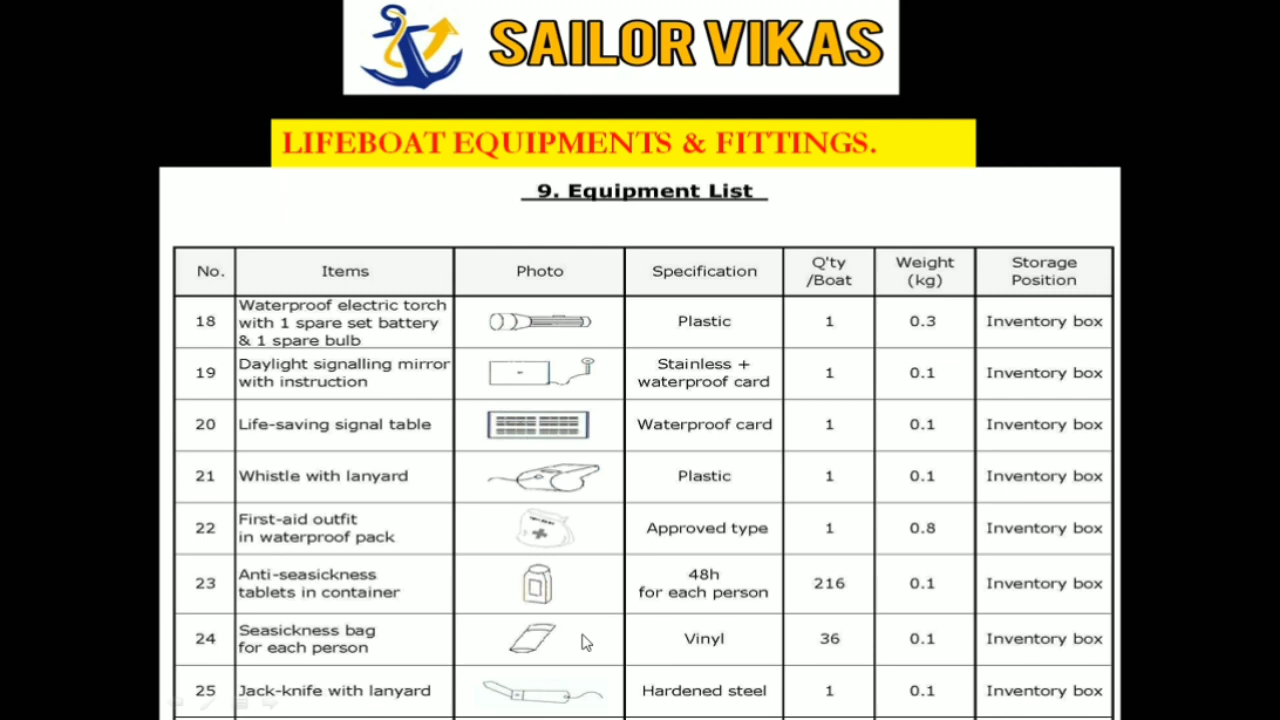 SAILOR VIKAS
LIFEBOAT EQUIPMENTS & FITTINGS.
9. Equipment List
No. Items Photo Specification Q'ty /Boat Weight (kg) Storage Position
18 Waterproof electric torch with 1 spare set battery & 1 spare bulb Plastic 1 0.3 Inventory box
19 Daylight signalling mirror with instruction Stainless + waterproof card 1 0.1 Inventory box
20 Life-saving signal table Waterproof card 1 0.1 Inventory box
21 Whistle with lanyard Plastic 1 0.1 Inventory box
22 First-aid outfit in waterproof pack Approved type 1 0.8 Inventory box
23 Anti-seasickness tablets in container 48h for each person 216 0.1 Inventory box
24 Seasickness bag for each person Vinyl 36 0.1 Inventory box
25 Jack-knife with lanyard Hardened steel 1 0.1 Inventory box